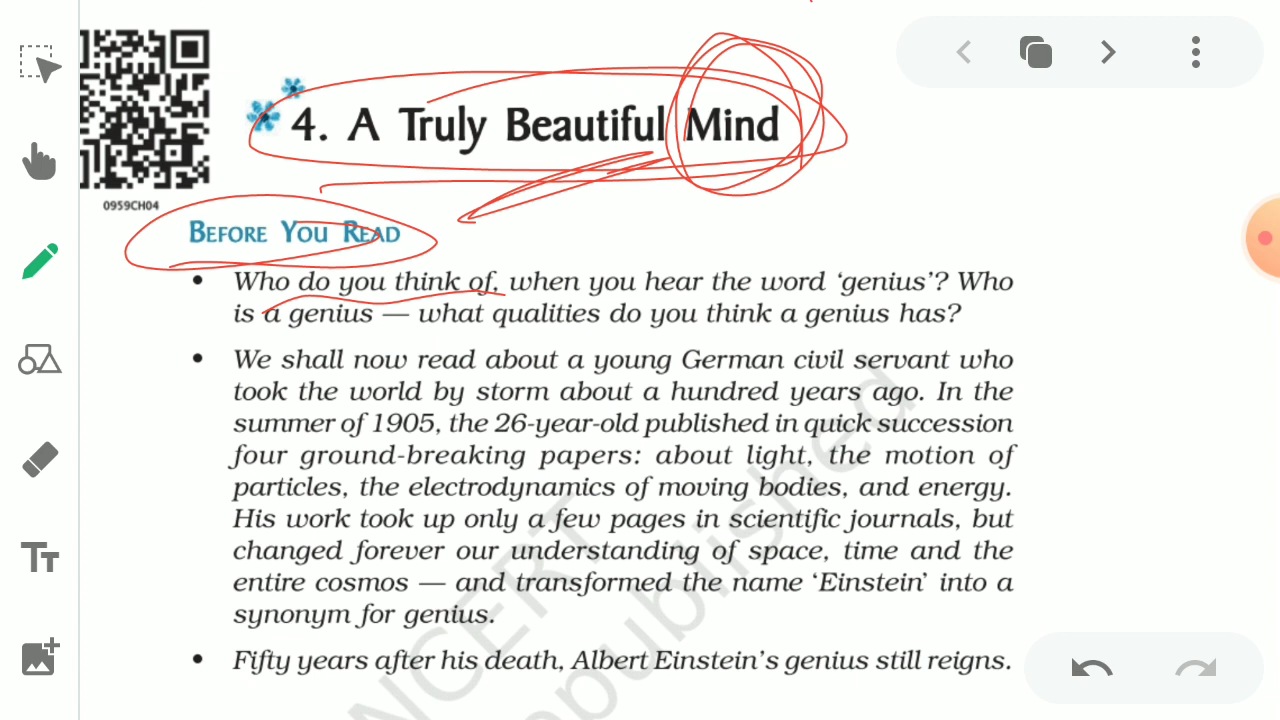 4. A Truly Beautiful Mind
0959CH04
BEFORE YOU READ
• Who do you think of, when you hear the word ‘genius’? Who
is a genius — what qualities do you think a genius has?
• We shall now read about a young German civil servant who
took the world by storm about a hundred years ago. In the
summer of 1905, the 26-year-old published in quick succession
four ground-breaking papers: about light, the motion of
particles, the electrodynamics of moving bodies, and energy.
His work took up only a few pages in scientific journals, but
changed forever our understanding of space, time and the
entire cosmos — and transformed the name ‘Einstein’ into a
synonym for genius.
• Fifty years after his death, Albert Einstein’s genius still reigns.
NCERT
republished
TT